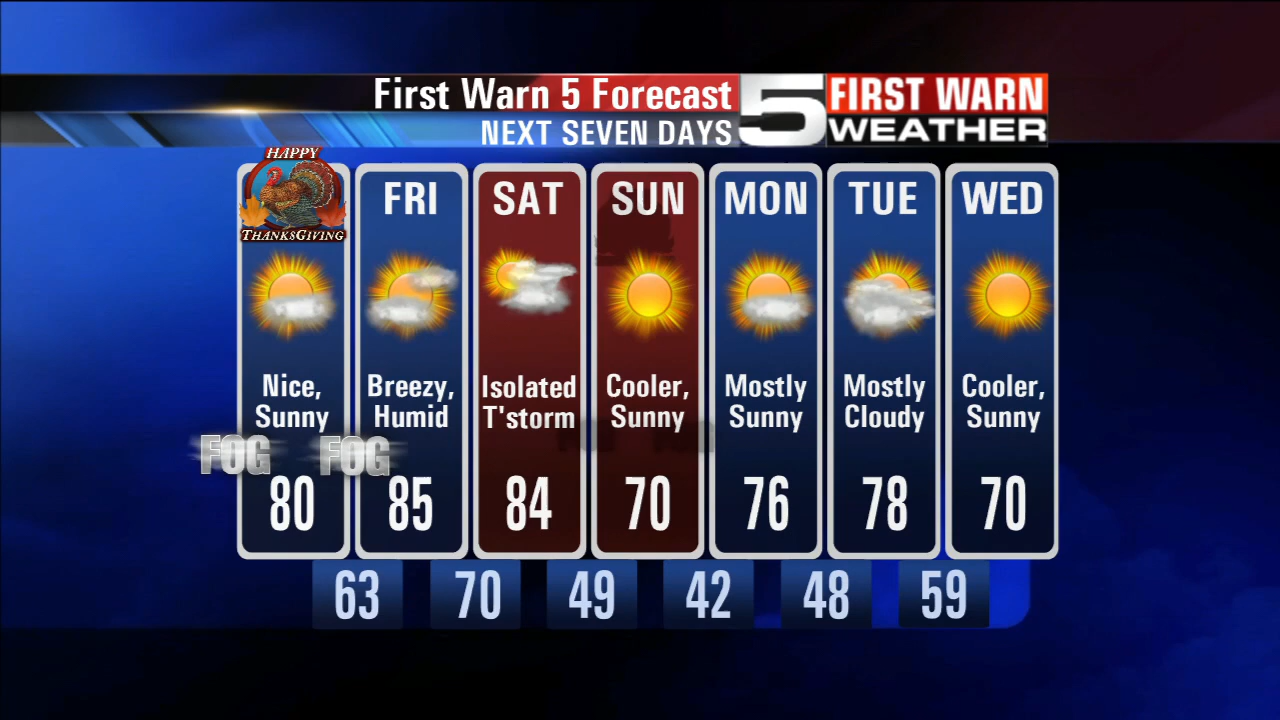 First Warn 5 Forecast
NEXT SEVEN DAYS
5
FIRST WARN
WEATHER
HAPPY
THANKSGIVING
FRI
SAT
SUN
MON
TUE
WED
Nice,
Sunny
Breezy,
Humid
Isolated
T'storm
Cooler,
Sunny
Mostly
Sunny
Mostly
Cloudy
Cooler,
Sunny
FOG
FOG
80
85
84
70
76
78
70
63
70
49
42
48
59